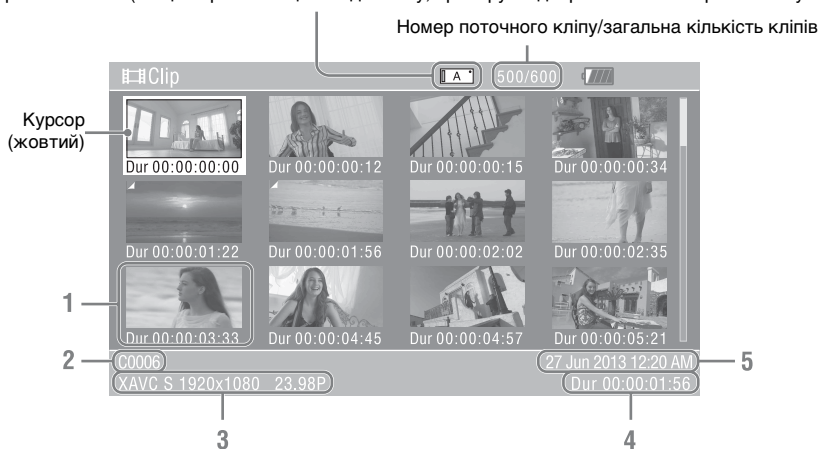 Номер поточного кліпу/загальна кількість кліпів
Clip
A
500/600
Курсор
(жовтий)
Dur 00:00:00:00
Dur 00:00:00:12
Dur 00:00:00:15
Dur 00:00:00:34
Dur 00:00:01:22
Dur 00:00:01:56
Dur 00:00:02:02
Dur 00:00:02:35
1
Dur 00:00:03:33
Dur 00:00:04:45
Dur 00:00:04:57
Dur 00:00:05:21
2
C0006
27 Jun 2013 12:20 AM
5
XAVC S 1920x1080 23.98P
Dur 00:00:01:56
3
4